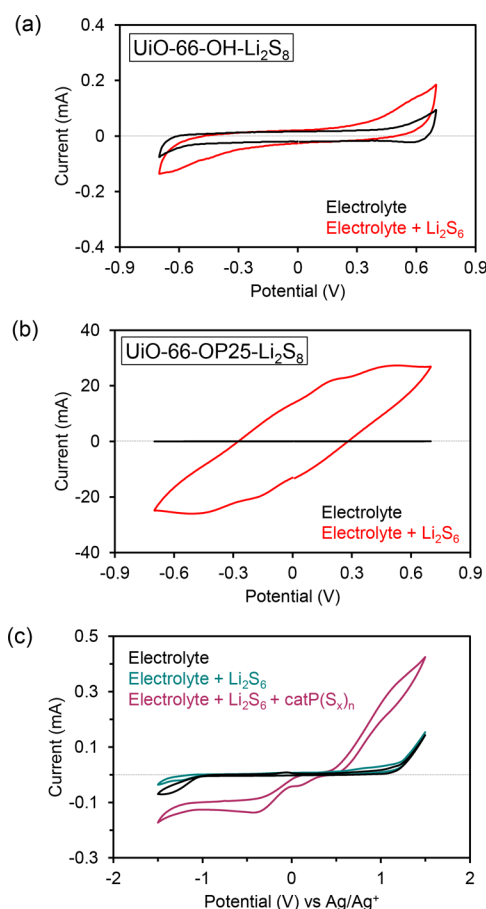 (a)
UiO-66-OH-Li₂S₈
Current (mA)
0.4
0.2
0
-0.2
-0.4
Electrolyte
Electrolyte + Li₂S₆
-0.9 -0.6 -0.3 0 0.3 0.6 0.9
Potential (V)
(b)
UiO-66-OP25-Li₂S₈
Current (mA)
40
20
0
-20
-40
Electrolyte
Electrolyte + Li₂S₆
-0.9 -0.6 -0.3 0 0.3 0.6 0.9
Potential (V)
(c)
Electrolyte
Electrolyte + Li₂S₆
Electrolyte + Li₂S₆ + catP(Sₓ)ₙ
Current (mA)
0.5
0.3
0.1
-0.1
-0.3
-2 -1 0 1 2
Potential (V) vs Ag/Ag⁺